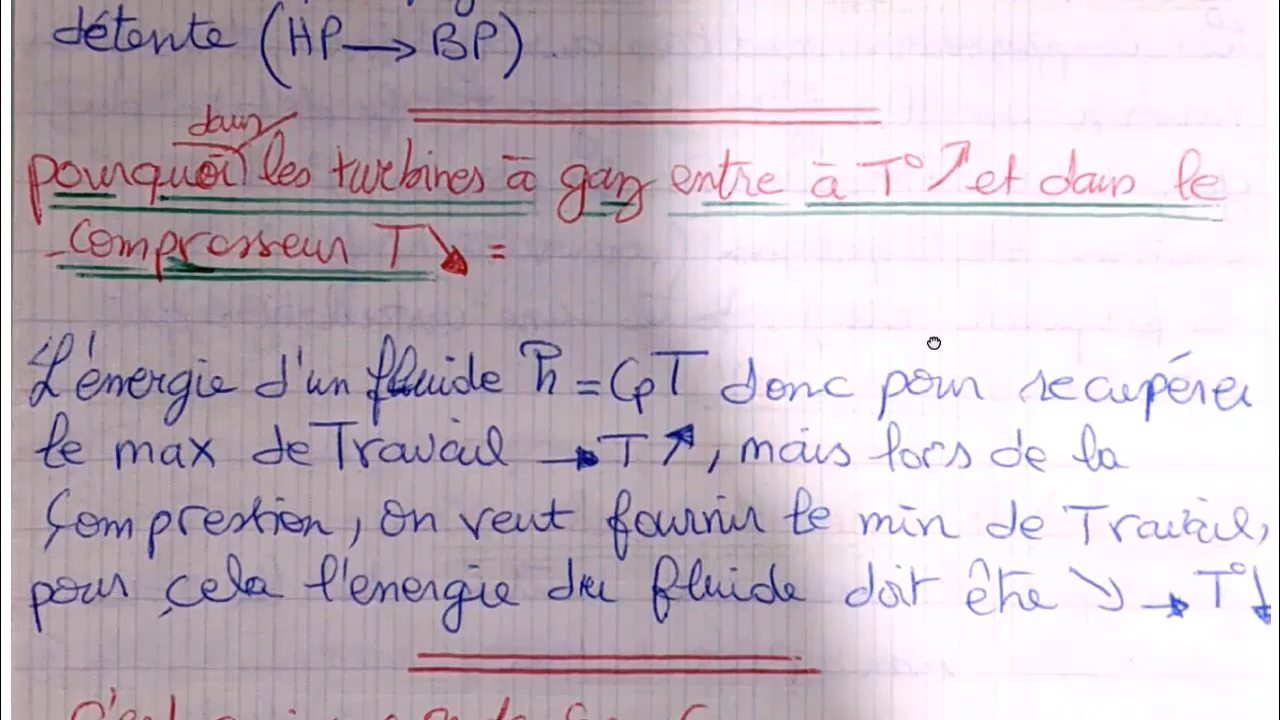 détente (HP → BP)
dans
pourquoi les turbines à gaz entre à T° ↗ et dans le
compresseur T ↘ =
L'énergie d'un fluide h = CpT donc pour recupérer
le max de Travail → T ↗, mais lors de la
Compression, on veut fournir le min de Travail,
pour cela l'energie du fluide doit être ↘ → T° ↓